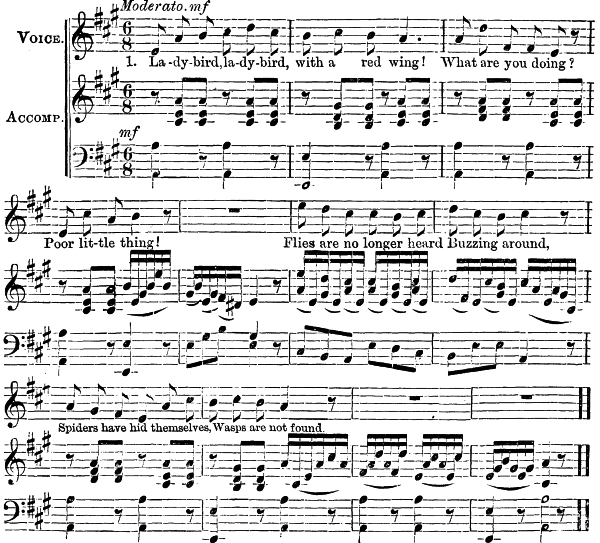 Moderato. mf
VOICE.
1. La-dy-bird, la-dy-bird, with a red wing! What are you doing?
ACCOMP.
mf
Poor lit-tle thing! Flies are no longer heard Buzzing around,
Spiders have hid themselves, Wasps are not found.